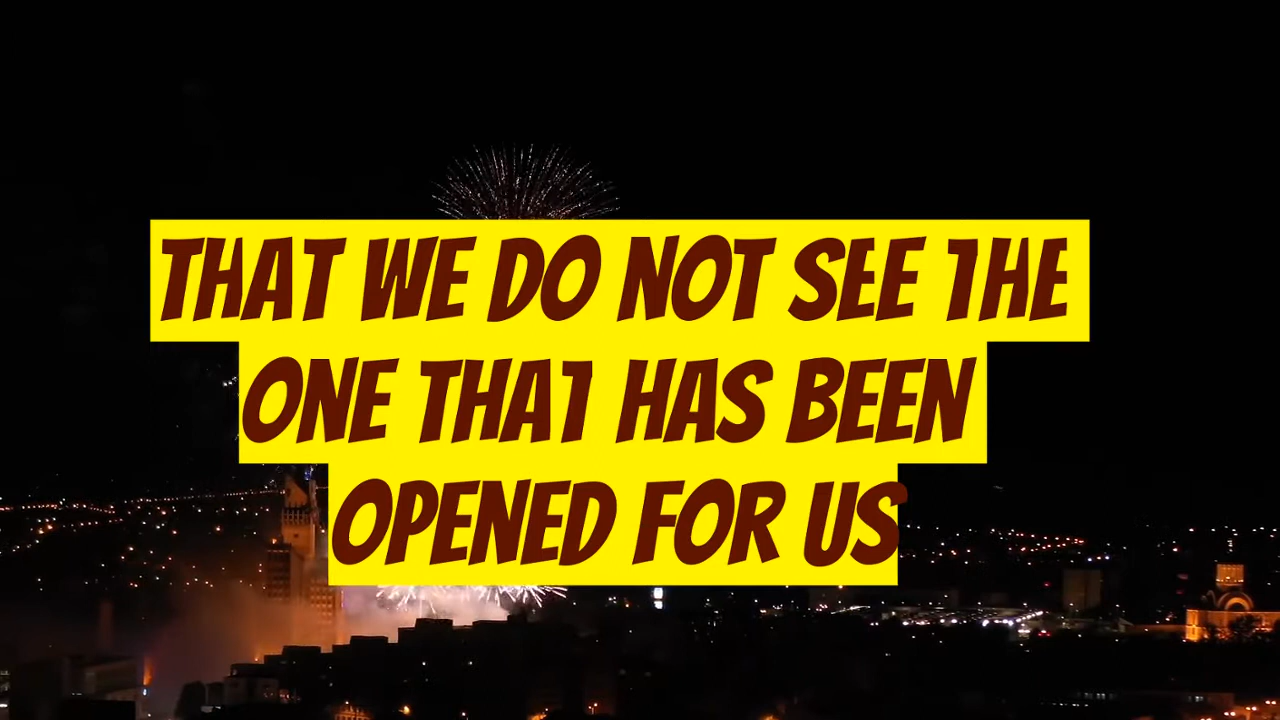 THAT WE DO NOT SEE THE
ONE THAT HAS BEEN
OPENED FOR US